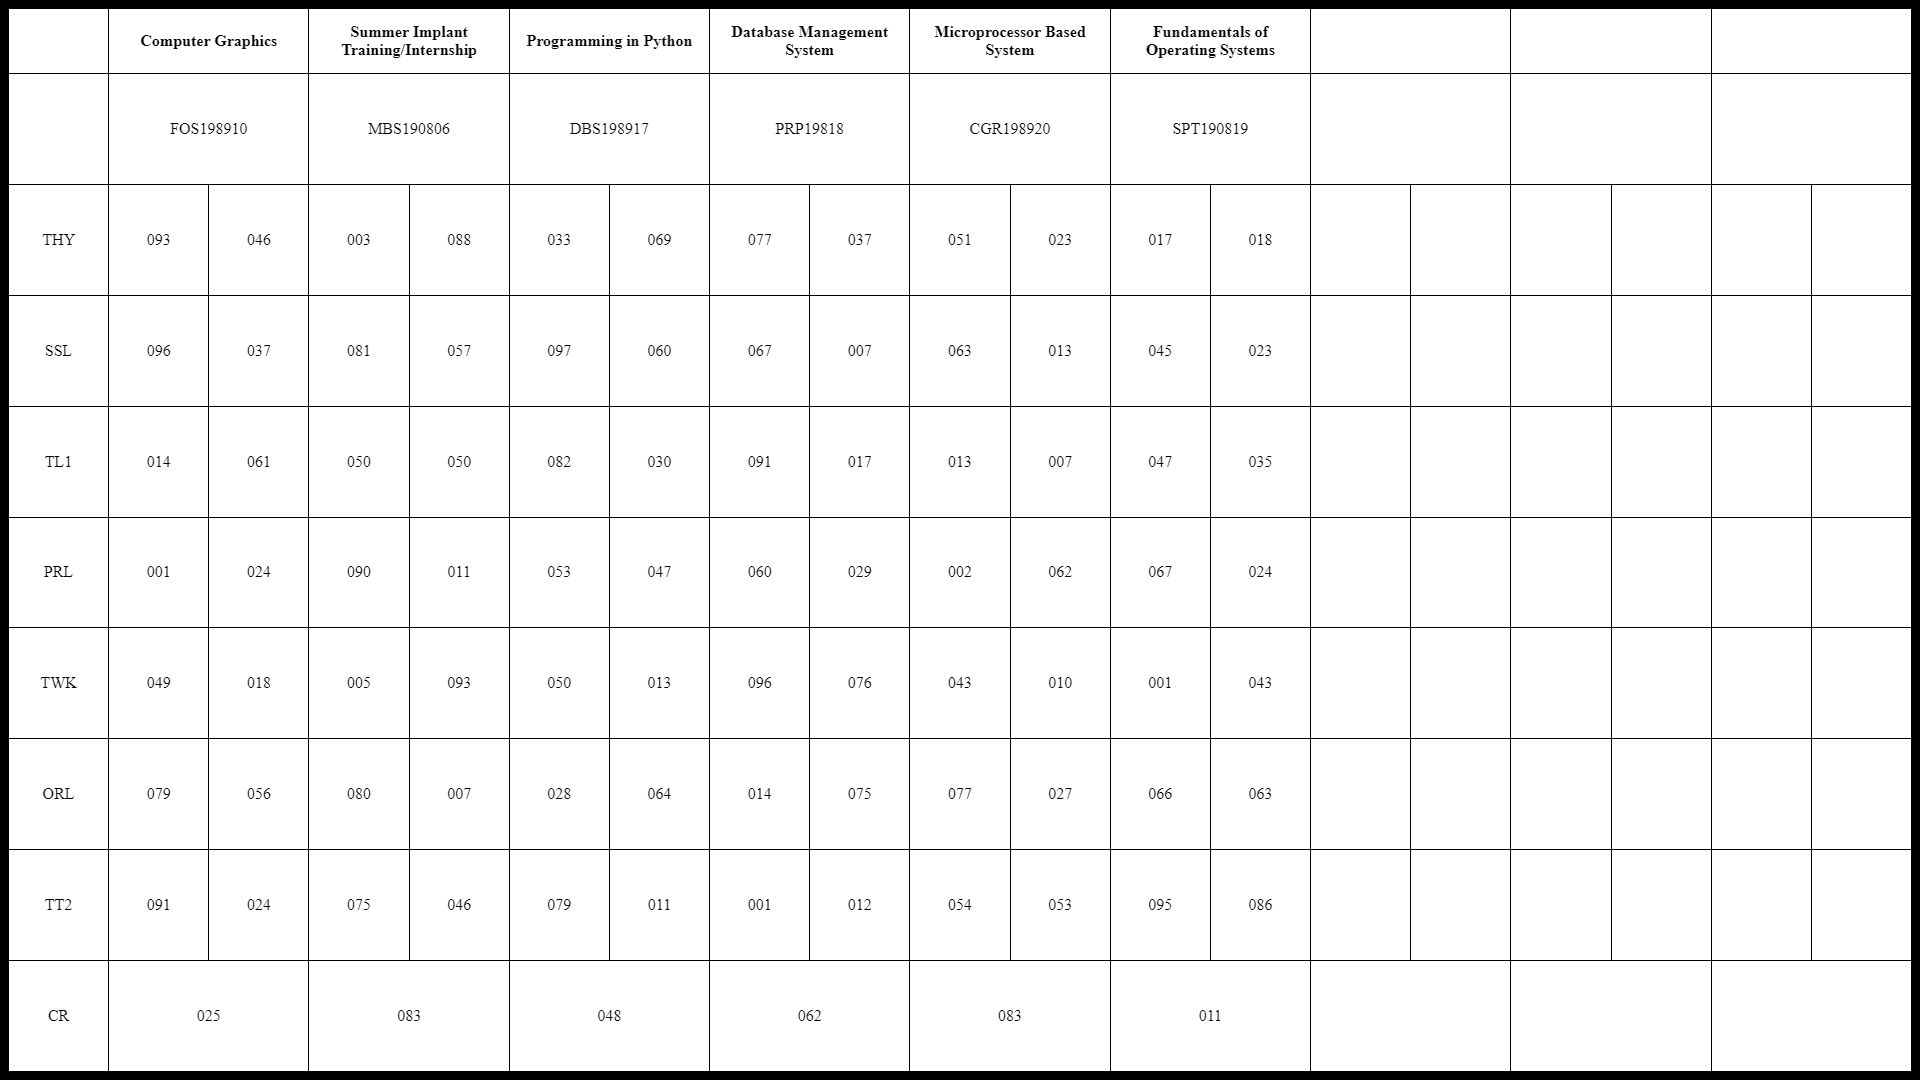 Computer Graphics
Summer Implant
Training/Internship
Programming in Python
Database Management
System
Microprocessor Based
System
Fundamentals of
Operating Systems
FOS198910 MBS190806 DBS198917 PRP19818 CGR198920 SPT190819
THY 093 046 003 088 033 069 077 037 051 023 017 018
SSL 096 037 081 057 097 060 067 007 063 013 045 023
TL1 014 061 050 050 082 030 091 017 013 007 047 035
PRL 001 024 090 011 053 047 060 029 002 062 067 024
TWK 049 018 005 093 050 013 096 076 043 010 001 043
ORL 079 056 080 007 028 064 014 075 077 027 066 063
TT2 091 024 075 046 079 011 001 012 054 053 095 086
CR 025 083 048 062 083 011